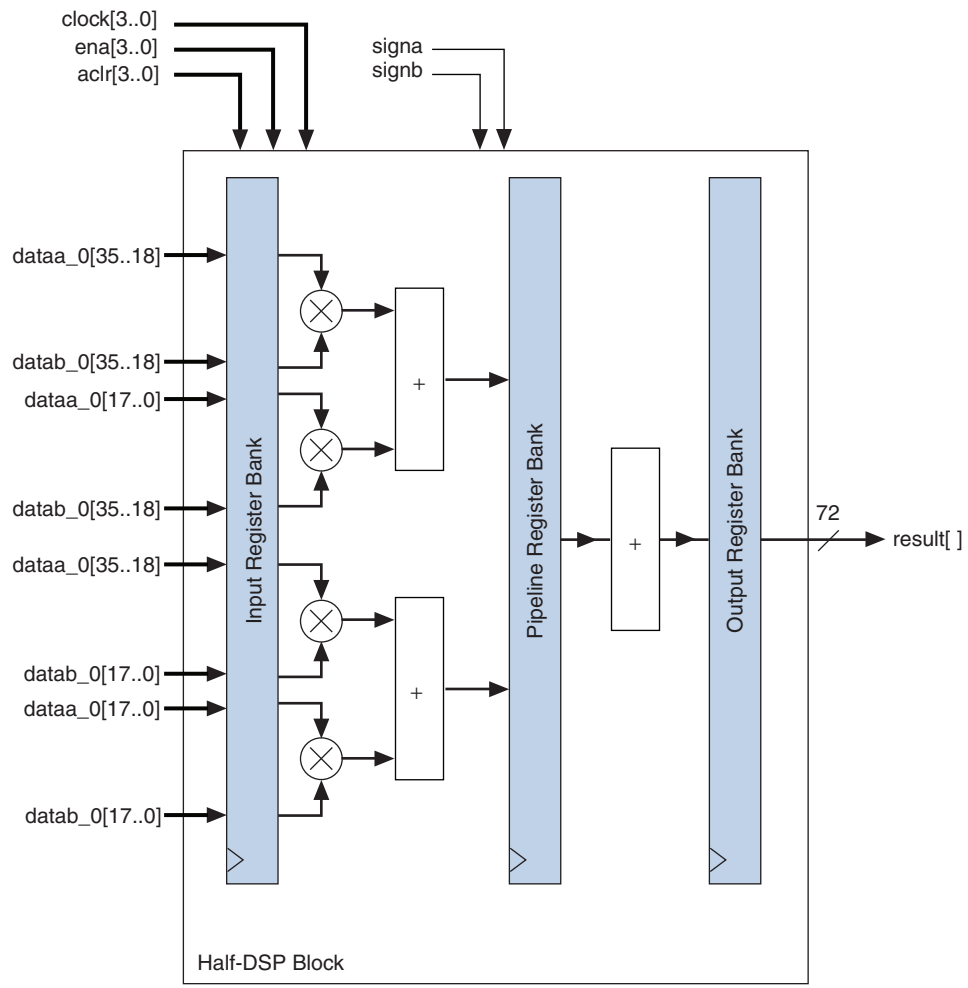 clock[3..0]
ena[3..0]
aclr[3..0]
signa
signb
dataa_0[35..18]
datab_0[35..18]
dataa_0[17..0]
datab_0[35..18]
dataa_0[35..18]
datab_0[17..0]
dataa_0[17..0]
datab_0[17..0]
Input Register Bank
+
+
Pipeline Register Bank
+
Output Register Bank
72
result[ ]
Half-DSP Block